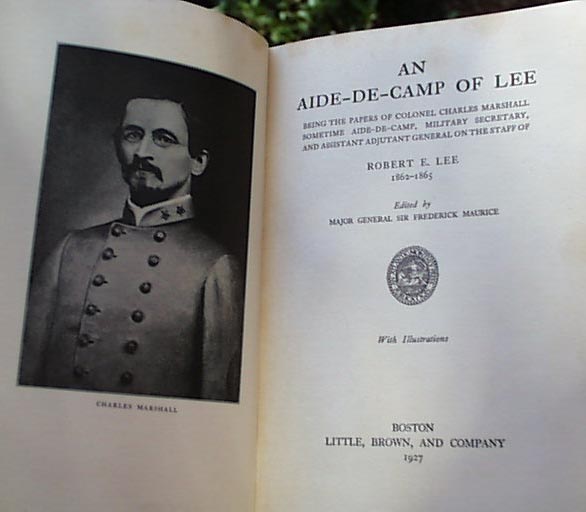 CHARLES MARSHALL
AN
AIDE-DE-CAMP OF LEE
BEING THE PAPERS OF COLONEL CHARLES MARSHALL
SOMETIME AIDE-DE-CAMP, MILITARY SECRETARY,
AND ASSISTANT ADJUTANT GENERAL ON THE STAFF OF
ROBERT E. LEE
1862-1865
Edited by
MAJOR GENERAL SIR FREDERICK MAURICE
With Illustrations
BOSTON
LITTLE, BROWN, AND COMPANY
1927